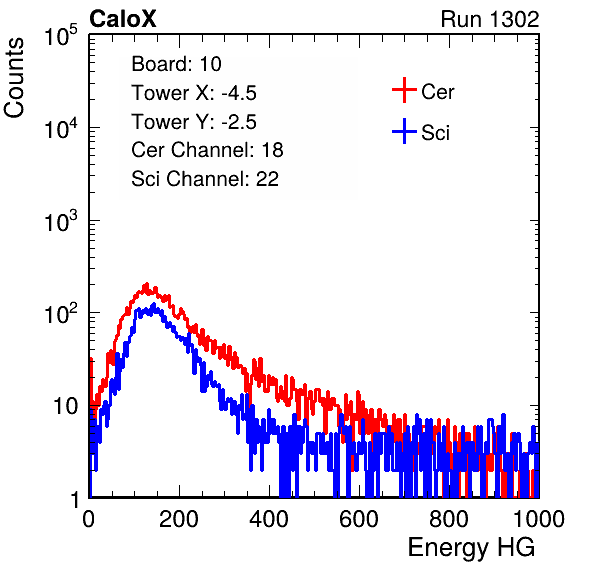 CaloX Run 1302
Counts
10^5
10^4
10^3
10^2
10
1
Board: 10
Tower X: -4.5
Tower Y: -2.5
Cer Channel: 18
Sci Channel: 22
Cer
Sci
0 200 400 600 800 1000
Energy HG